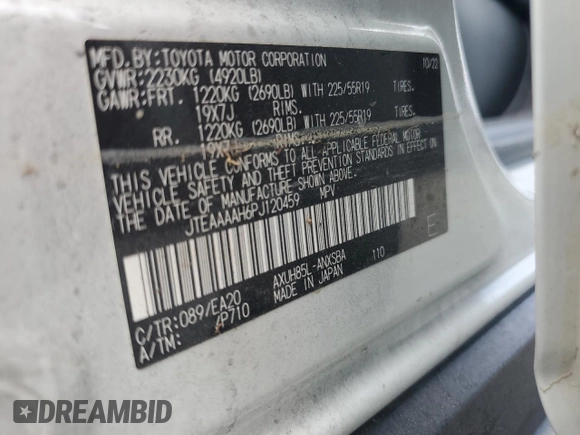 MFD.BY:TOYOTA MOTOR CORPORATION 10/22
GVWR:2230KG (4920LB)
GAWR:FRT. 1220KG (2690LB) WITH 225/55R19 TIRES.
19X7J RIMS.
RR. 1220KG (2690LB) WITH 225/55R19 TIRES.
19X7J RIMS.
THIS VEHICLE CONFORMS TO ALL APPLICABLE FEDERAL MOTOR
VEHICLE SAFETY AND THEFT PREVENTION STANDARDS IN EFFECT ON
THE DATE OF MANUFACTURE SHOWN ABOVE.
JTEAAAAH6PJ120459 MPV
E
C/TR:089/EA20 AXUH85L-ANXSBA 110
A/TM: /P710 MADE IN JAPAN
DREAMBID